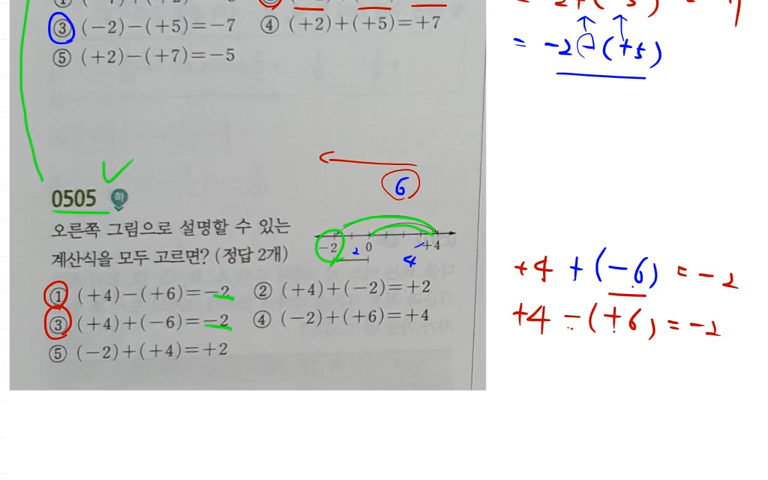 ③ (−2)−(+5)=−7 ④ (+2)+(+5)=+7
⑤ (+2)−(+7)=−5
= −2−(+5)
0505 하
6
오른쪽 그림으로 설명할 수 있는
계산식을 모두 고르면? (정답 2개)
−2 0 +4
2 4
① (+4)−(+6)=−2 ② (+4)+(−2)=+2
③ (+4)+(−6)=−2 ④ (−2)+(+6)=+4
⑤ (−2)+(+4)=+2
+4 + (−6) = −2
+4 − (+6) = −2